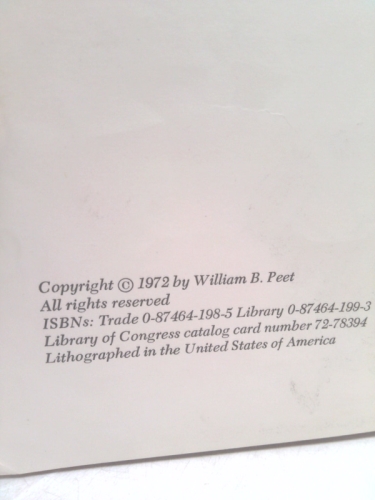 Copyright © 1972 by William B. Peet
All rights reserved
ISBNs: Trade 0-87464-198-5 Library 0-87464-199-3
Library of Congress catalog card number 72-78394
Lithographed in the United States of America